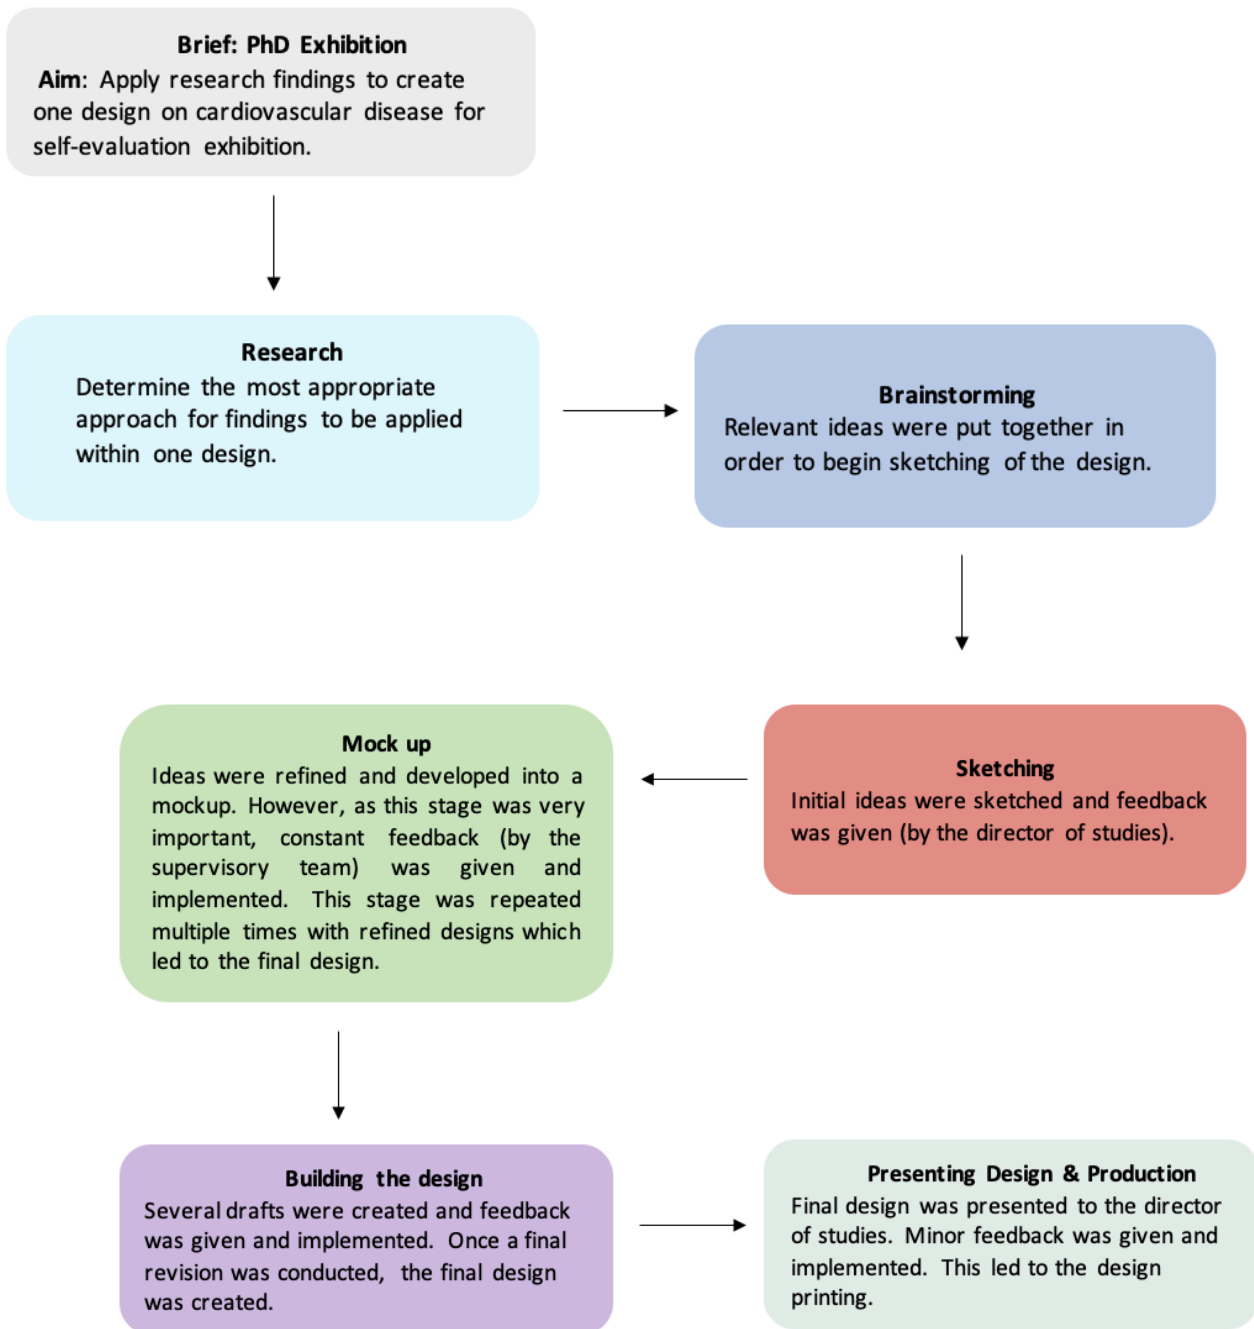 Brief: PhD Exhibition
Aim: Apply research findings to create
one design on cardiovascular disease for
self-evaluation exhibition.
Research
Determine the most appropriate
approach for findings to be applied
within one design.
Brainstorming
Relevant ideas were put together in
order to begin sketching of the design.
Sketching
Initial ideas were sketched and feedback
was given (by the director of studies).
Mock up
Ideas were refined and developed into a
mockup. However, as this stage was very
important, constant feedback (by the
supervisory team) was given and
implemented. This stage was repeated
multiple times with refined designs which
led to the final design.
Building the design
Several drafts were created and feedback
was given and implemented. Once a final
revision was conducted, the final design
was created.
Presenting Design & Production
Final design was presented to the director
of studies. Minor feedback was given and
implemented. This led to the design
printing.